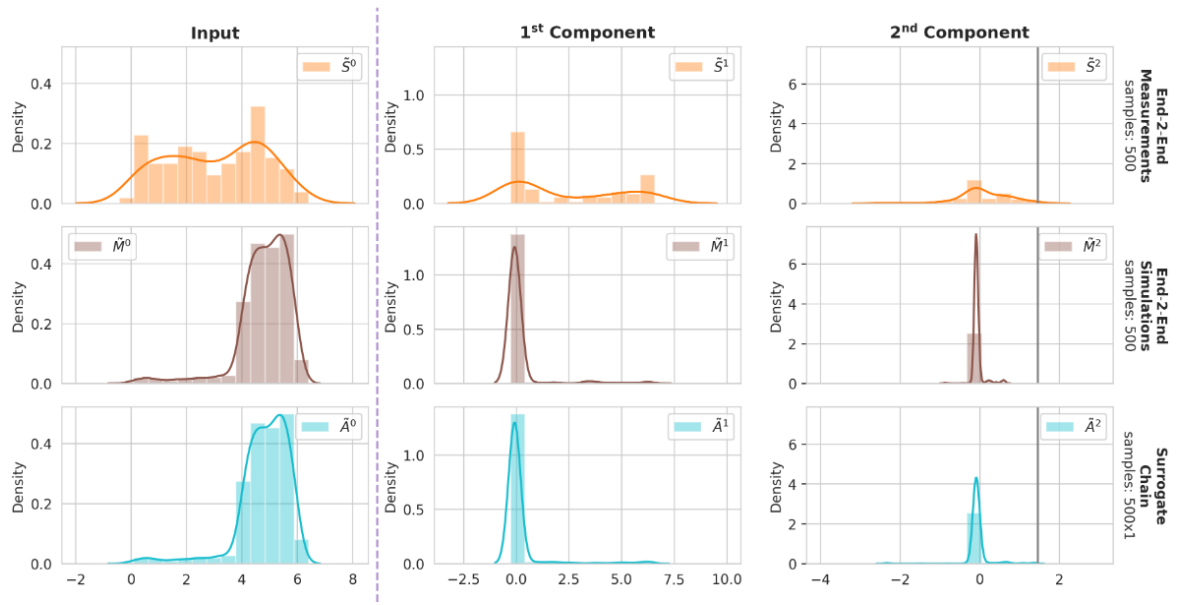 Input
1st Component
2nd Component
Density
0.4
0.2
0.0
S̃⁰
Density
1.0
0.5
0.0
S̃¹
Density
6
4
2
0
S̃²
End-2-End
Measurements
samples: 500
Density
0.4
0.2
0.0
M̃⁰
Density
1.0
0.5
0.0
M̃¹
Density
6
4
2
0
M̃²
End-2-End
Simulations
samples: 500
Density
0.4
0.2
0.0
Ã⁰
Density
1.0
0.5
0.0
Ã¹
Density
6
4
2
0
Ã²
Surrogate
Chain
samples: 500x1
−2 0 2 4 6 8
−2.5 0.0 2.5 5.0 7.5 10.0
−4 −2 0 2